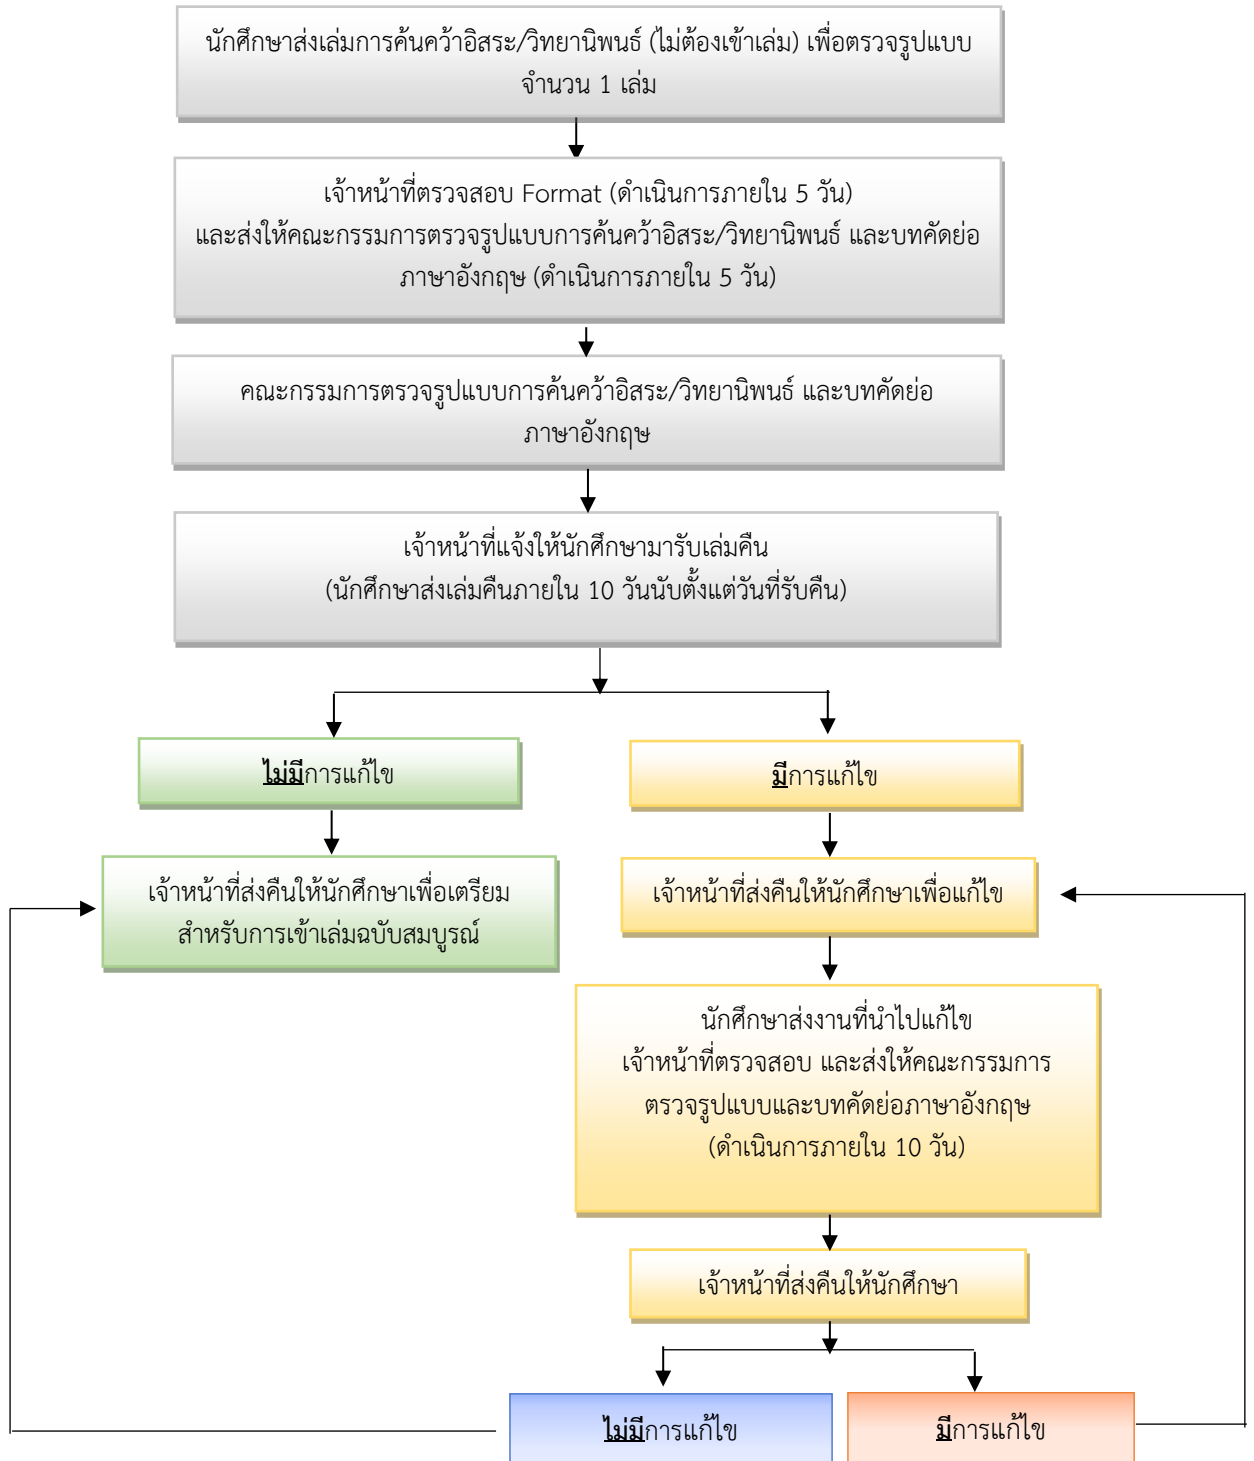 นักศึกษาส่งเล่มการค้นคว้าอิสระ/วิทยานิพนธ์ (ไม่ต้องเข้าเล่ม) เพื่อตรวจรูปแบบ
จำนวน 1 เล่ม
เจ้าหน้าที่ตรวจสอบ Format (ดำเนินการภายใน 5 วัน)
และส่งให้คณะกรรมการตรวจรูปแบบการค้นคว้าอิสระ/วิทยานิพนธ์ และบทคัดย่อ
ภาษาอังกฤษ (ดำเนินการภายใน 5 วัน)
คณะกรรมการตรวจรูปแบบการค้นคว้าอิสระ/วิทยานิพนธ์ และบทคัดย่อ
ภาษาอังกฤษ
เจ้าหน้าที่แจ้งให้นักศึกษามารับเล่มคืน
(นักศึกษาส่งเล่มคืนภายใน 10 วันนับตั้งแต่วันที่รับคืน)
ไม่มีการแก้ไข
มีการแก้ไข
เจ้าหน้าที่ส่งคืนให้นักศึกษาเพื่อเตรียม
สำหรับการเข้าเล่มฉบับสมบูรณ์
เจ้าหน้าที่ส่งคืนให้นักศึกษาเพื่อแก้ไข
นักศึกษาส่งงานที่นำไปแก้ไข
เจ้าหน้าที่ตรวจสอบ และส่งให้คณะกรรมการ
ตรวจรูปแบบและบทคัดย่อภาษาอังกฤษ
(ดำเนินการภายใน 10 วัน)
เจ้าหน้าที่ส่งคืนให้นักศึกษา
ไม่มีการแก้ไข
มีการแก้ไข